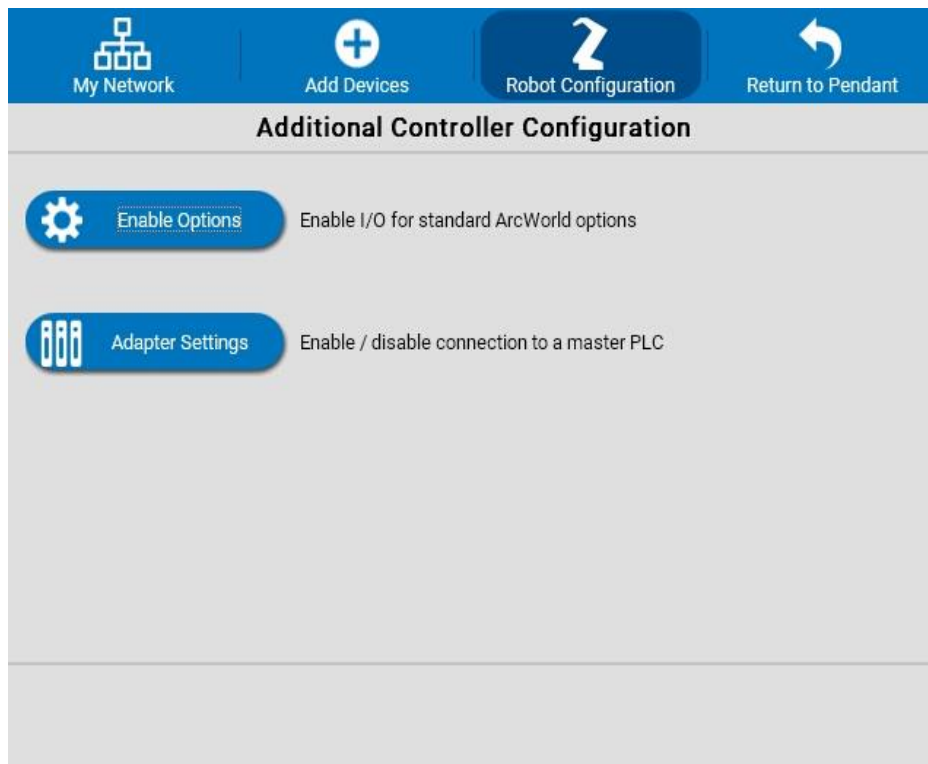 My Network
Add Devices
Robot Configuration
Return to Pendant
Additional Controller Configuration
Enable Options
Enable I/O for standard ArcWorld options
Adapter Settings
Enable / disable connection to a master PLC